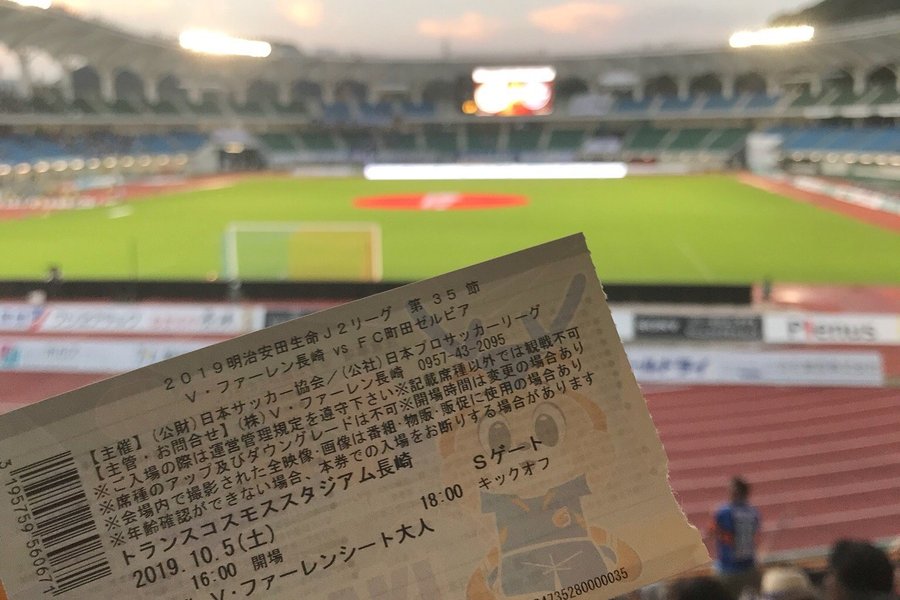 2019明治安田生命J2リーグ 第35節
V・ファーレン長崎 vs FC町田ゼルビア
【主催】(公財)日本サッカー協会/(公社)日本プロサッカーリーグ
【主管・お問合せ】(株)V・ファーレン長崎 0957-43-2095
※ご入場の際は運営管理規定を遵守下さい※記載席種以外では観戦不可
※席種のアップ及びダウングレードは不可※開場時間は変更の場合あり
※会場内で撮影された全映像・画像は番組・物販・販促に使用の場合あり
※年齢確認ができない場合、本券での入場をお断りする場合があります
トランスコスモススタジアム長崎 Sゲート
2019.10.5(土) 18:00 キックオフ
16:00 開場
V・ファーレンシート大人
4735280000035
3195759560671
Plenus